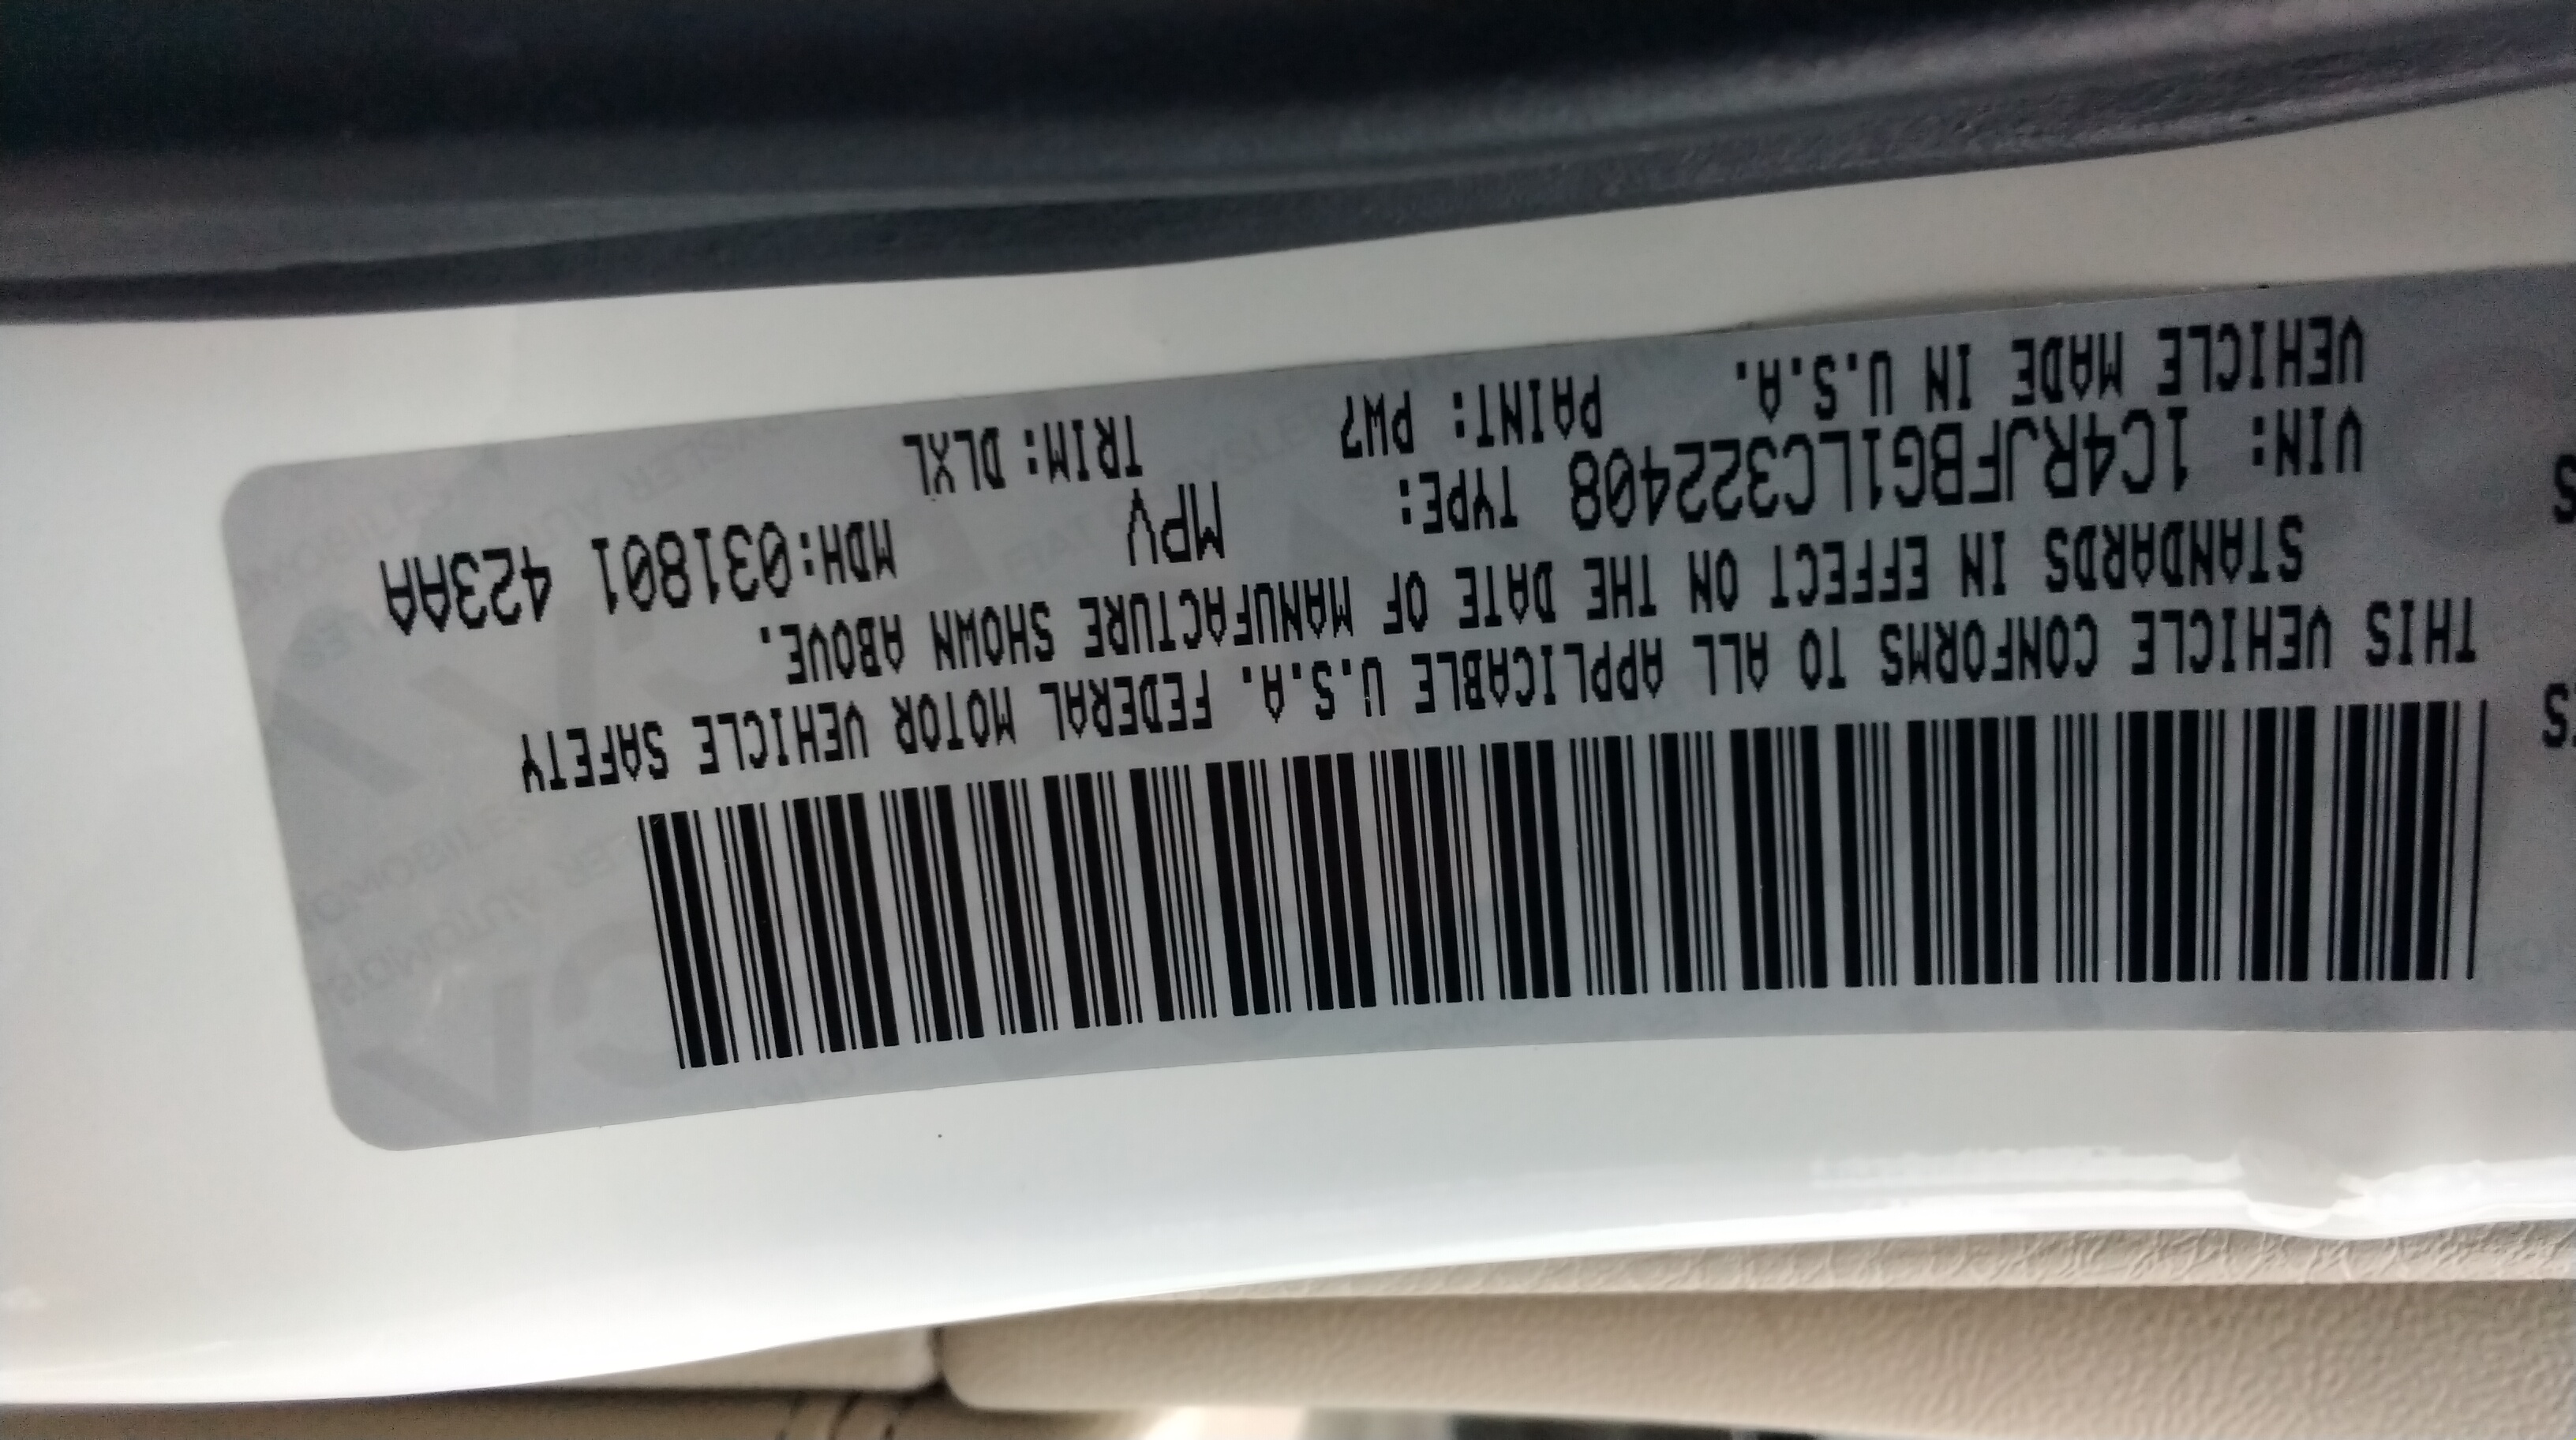 THIS VEHICLE CONFORMS TO ALL APPLICABLE U.S.A. FEDERAL MOTOR VEHICLE SAFETY
STANDARDS IN EFFECT ON THE DATE OF MANUFACTURE SHOWN ABOVE.
VIN: 1C4RJFBG1LC322408 TYPE: MPV MDH:031801 423AA
VEHICLE MADE IN U.S.A. PAINT: PW7 TRIM: DLXL